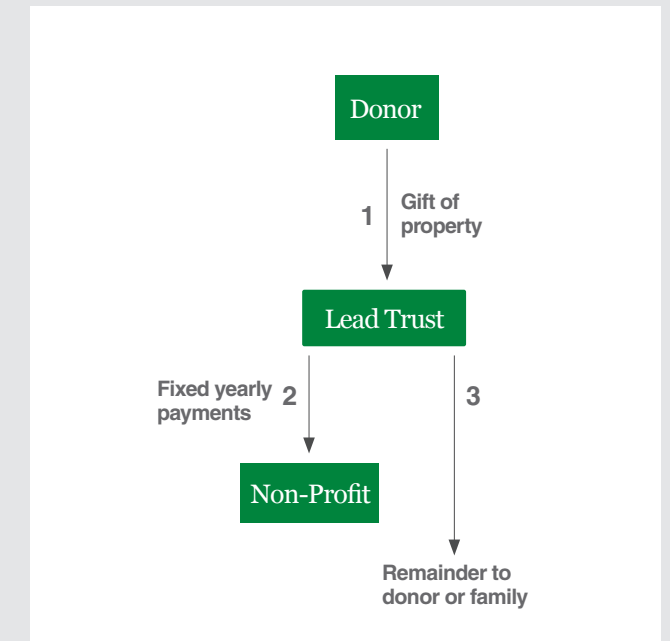 Donor
1
Gift of
property
Lead Trust
Fixed yearly
payments
2
3
Non-Profit
Remainder to
donor or family